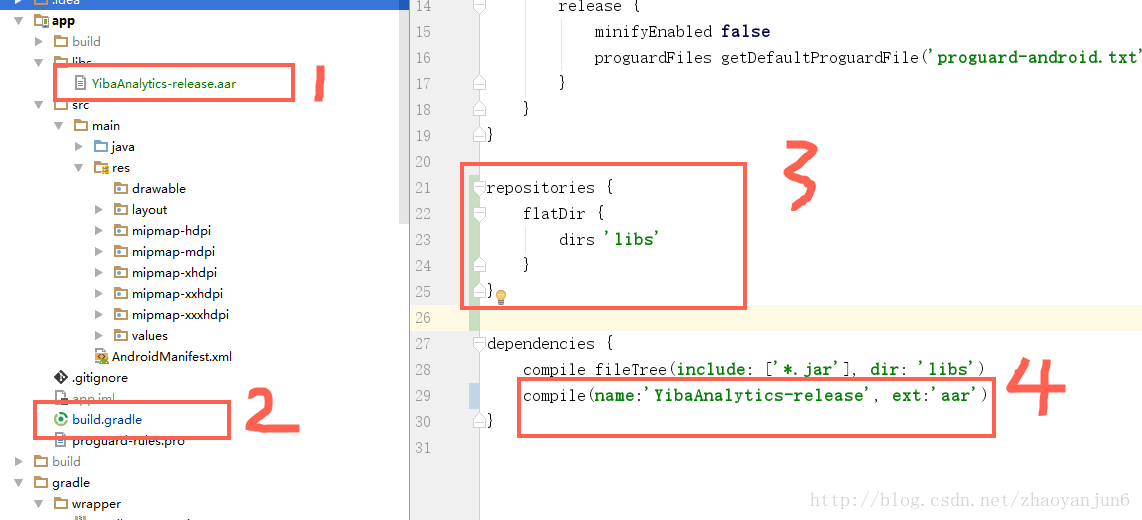 .idea
app
build
libs
YibaAnalytics-release.aar
1
src
main
java
res
drawable
layout
mipmap-hdpi
mipmap-mdpi
mipmap-xhdpi
mipmap-xxhdpi
mipmap-xxxhdpi
values
AndroidManifest.xml
.gitignore
app.iml
build.gradle
2
proguard-rules.pro
build
gradle
wrapper
14 release {
15 minifyEnabled false
16 proguardFiles getDefaultProguardFile('proguard-android.txt'
17 }
18 }
19 }
20
3
21 repositories {
22 flatDir {
23 dirs 'libs'
24 }
25 }
26
27 dependencies {
28 compile fileTree(include: ['*.jar'], dir: 'libs')
29 compile(name:'YibaAnalytics-release', ext:'aar')
4
30 }
31
http://blog.csdn.net/zhaoyanjun6